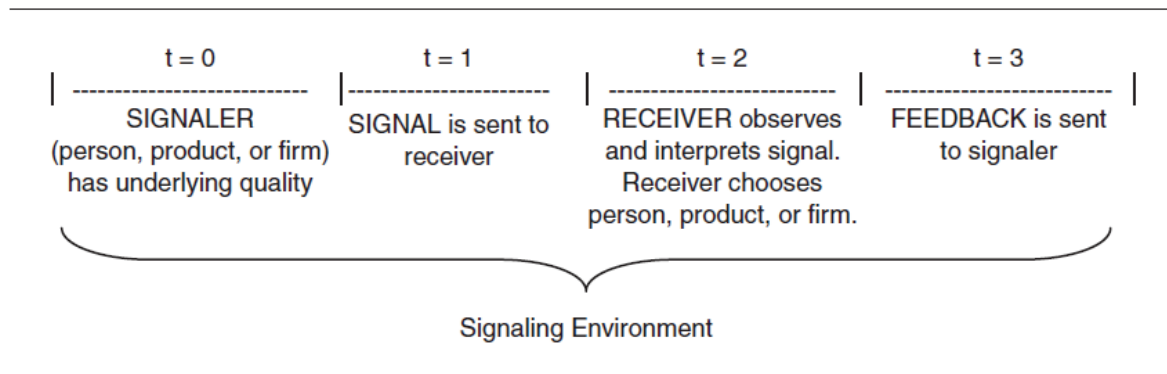 t = 0
t = 1
t = 2
t = 3
SIGNALER
(person, product, or firm)
has underlying quality
SIGNAL is sent to
receiver
RECEIVER observes
and interprets signal.
Receiver chooses
person, product, or firm.
FEEDBACK is sent
to signaler
Signaling Environment